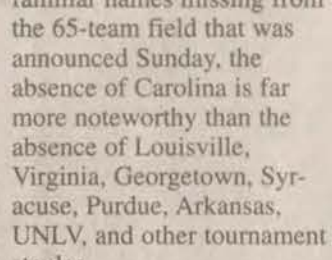 familiar names missing from
the 65-team field that was
announced Sunday, the
absence of Carolina is far
more noteworthy than the
absence of Louisville,
Virginia, Georgetown, Syr-
acuse, Purdue, Arkansas,
UNLV, and other tournament